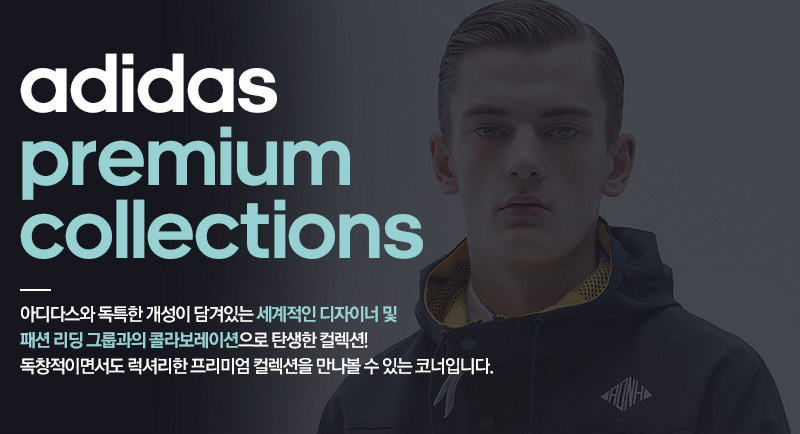 adidas
premium
collections
아디다스와 독특한 개성이 담겨있는 세계적인 디자이너 및
패션 리딩 그룹과의 콜라보레이션으로 탄생한 컬렉션!
독창적이면서도 럭셔리한 프리미엄 컬렉션을 만나볼 수 있는 코너입니다.